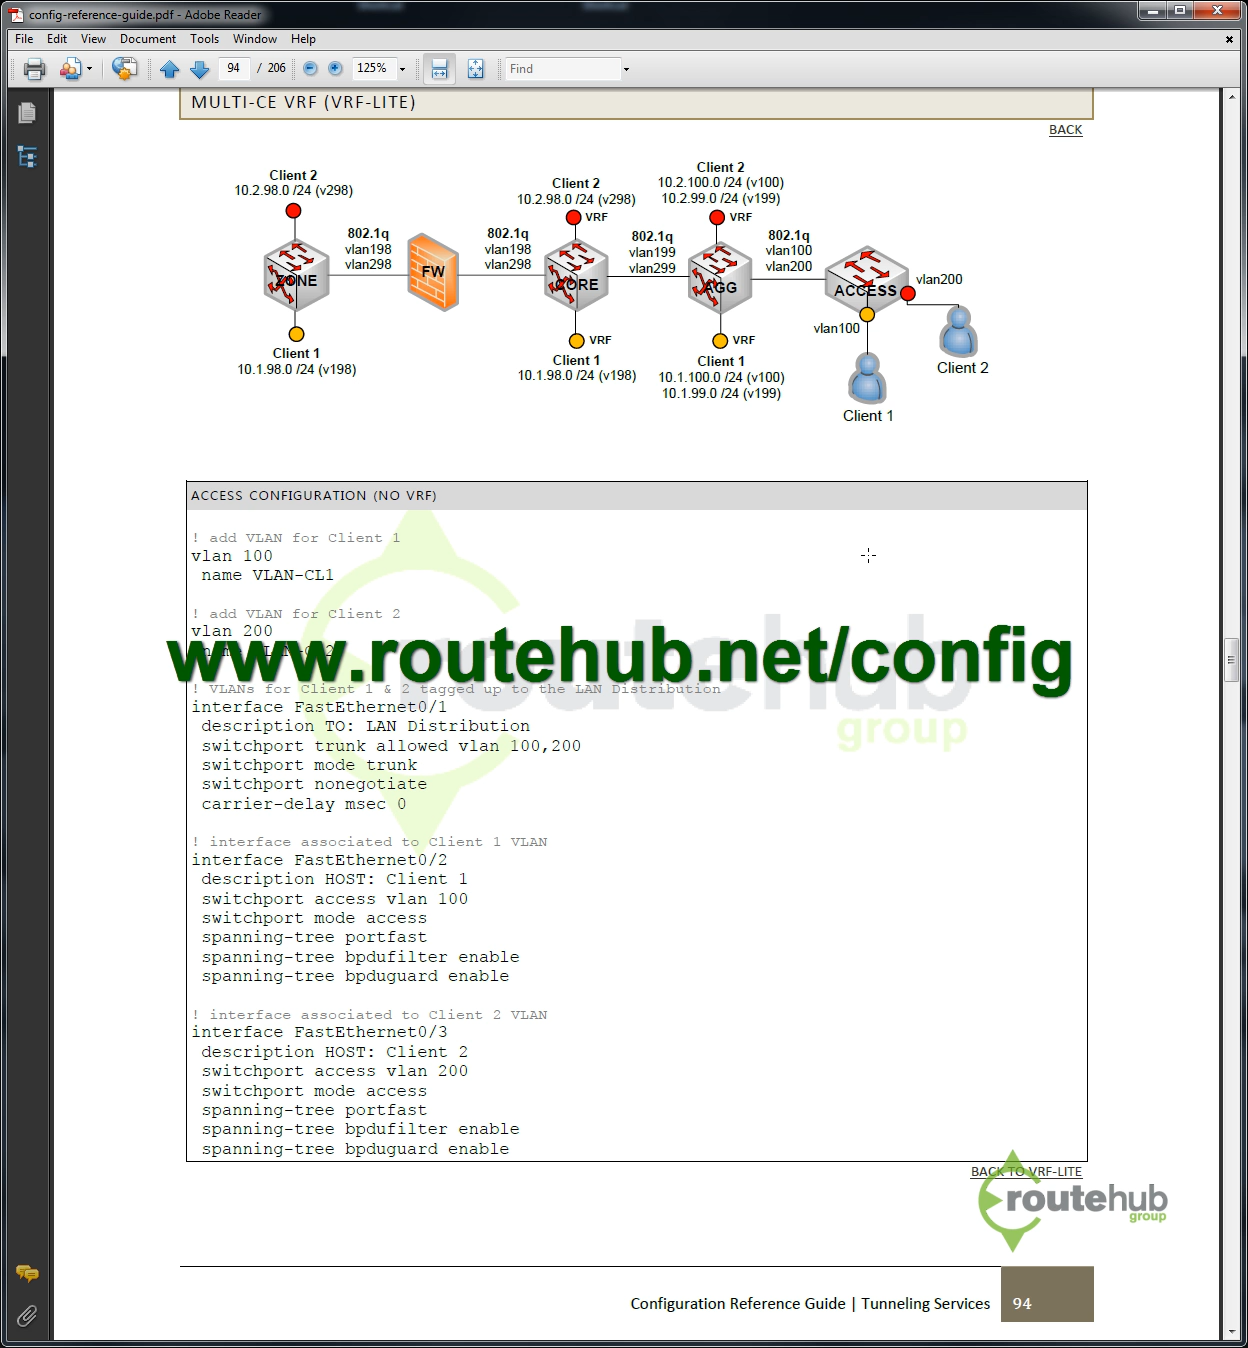 config-reference-guide.pdf - Adobe Reader
File Edit View Document Tools Window Help
94 / 206 125% Find
MULTI-CE VRF (VRF-LITE)
BACK
Client 2
10.2.98.0 /24 (v298)
802.1q
vlan198
vlan298
ZONE
Client 1
10.1.98.0 /24 (v198)
FW
802.1q
vlan198
vlan298
Client 2
10.2.98.0 /24 (v298)
VRF
CORE
VRF
Client 1
10.1.98.0 /24 (v198)
802.1q
vlan199
vlan299
Client 2
10.2.100.0 /24 (v100)
10.2.99.0 /24 (v199)
VRF
AGG
VRF
Client 1
10.1.100.0 /24 (v100)
10.1.99.0 /24 (v199)
802.1q
vlan100
vlan200
ACCESS
vlan200
vlan100
Client 2
Client 1
ACCESS CONFIGURATION (NO VRF)
! add VLAN for Client 1
vlan 100
name VLAN-CL1
! add VLAN for Client 2
vlan 200
www.routehub.net/config
! VLANs for Client 1 & 2 tagged up to the LAN Distribution
interface FastEthernet0/1
description TO: LAN Distribution
switchport trunk allowed vlan 100,200
switchport mode trunk
switchport nonegotiate
carrier-delay msec 0
! interface associated to Client 1 VLAN
interface FastEthernet0/2
description HOST: Client 1
switchport access vlan 100
switchport mode access
spanning-tree portfast
spanning-tree bpdufilter enable
spanning-tree bpduguard enable
! interface associated to Client 2 VLAN
interface FastEthernet0/3
description HOST: Client 2
switchport access vlan 200
switchport mode access
spanning-tree portfast
spanning-tree bpdufilter enable
spanning-tree bpduguard enable
routehub
group
BACK TO VRF-LITE
routehub
group
Configuration Reference Guide | Tunneling Services 94